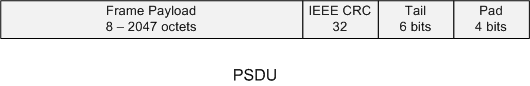 Frame Payload
8 – 2047 octets
IEEE CRC
32
Tail
6 bits
Pad
4 bits
PSDU